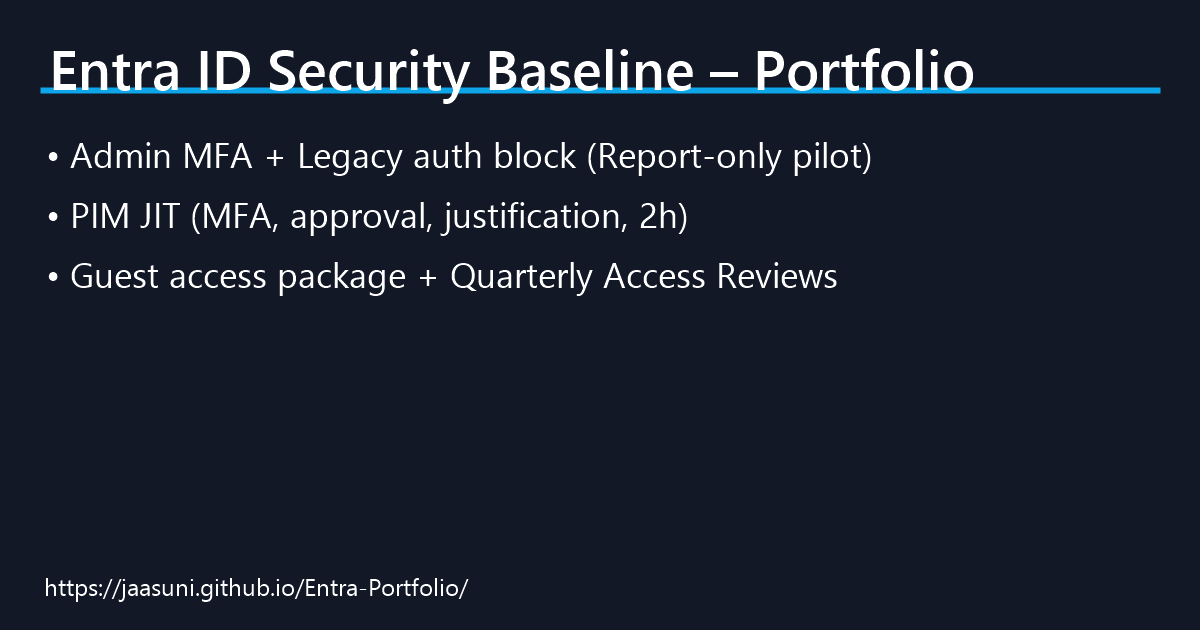 Entra ID Security Baseline – Portfolio
• Admin MFA + Legacy auth block (Report-only pilot)
• PIM JIT (MFA, approval, justification, 2h)
• Guest access package + Quarterly Access Reviews
https://jaasuni.github.io/Entra-Portfolio/